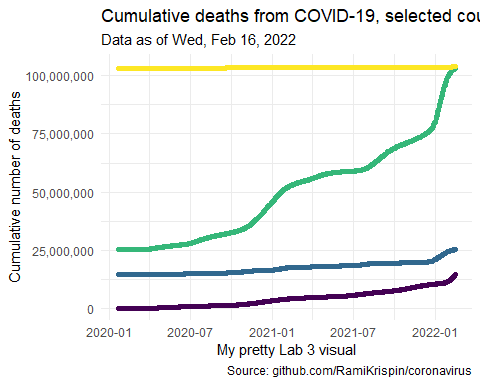 Cumulative deaths from COVID-19, selected cou
Data as of Wed, Feb 16, 2022
100,000,000
75,000,000
50,000,000
25,000,000
0
Cumulative number of deaths
2020-01 2020-07 2021-01 2021-07 2022-01
My pretty Lab 3 visual
Source: github.com/RamiKrispin/coronavirus